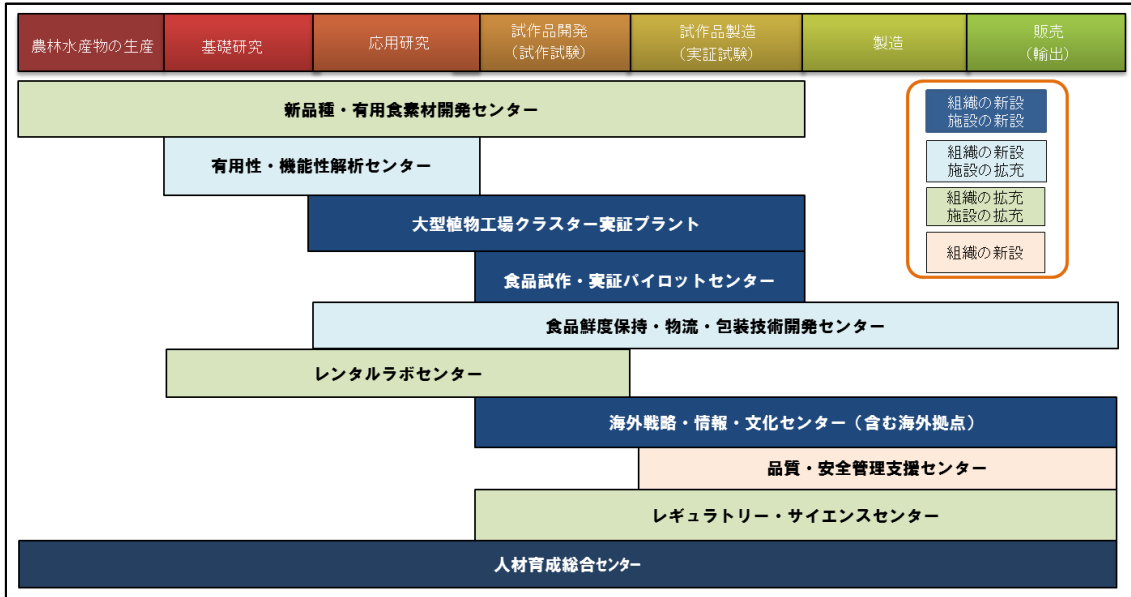 農林水産物の生産
基礎研究
応用研究
試作品開発
(試作試験)
試作品製造
(実証試験)
製造
販売
(輸出)
新品種・有用食素材開発センター
組織の新設
施設の新設
有用性・機能性解析センター
組織の新設
施設の拡充
大型植物工場クラスター実証プラント
組織の拡充
施設の拡充
食品試作・実証パイロットセンター
組織の新設
食品鮮度保持・物流・包装技術開発センター
レンタルラボセンター
海外戦略・情報・文化センター（含む海外拠点）
品質・安全管理支援センター
レギュラトリー・サイエンスセンター
人材育成総合センター